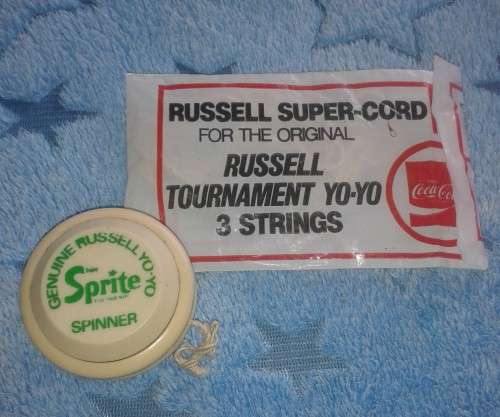 RUSSELL SUPER-CORD
FOR THE ORIGINAL
RUSSELL
TOURNAMENT YO-YO
3 STRINGS
Coca-Co
GENUINE RUSSELL YO-YO
Sprite
SPINNER